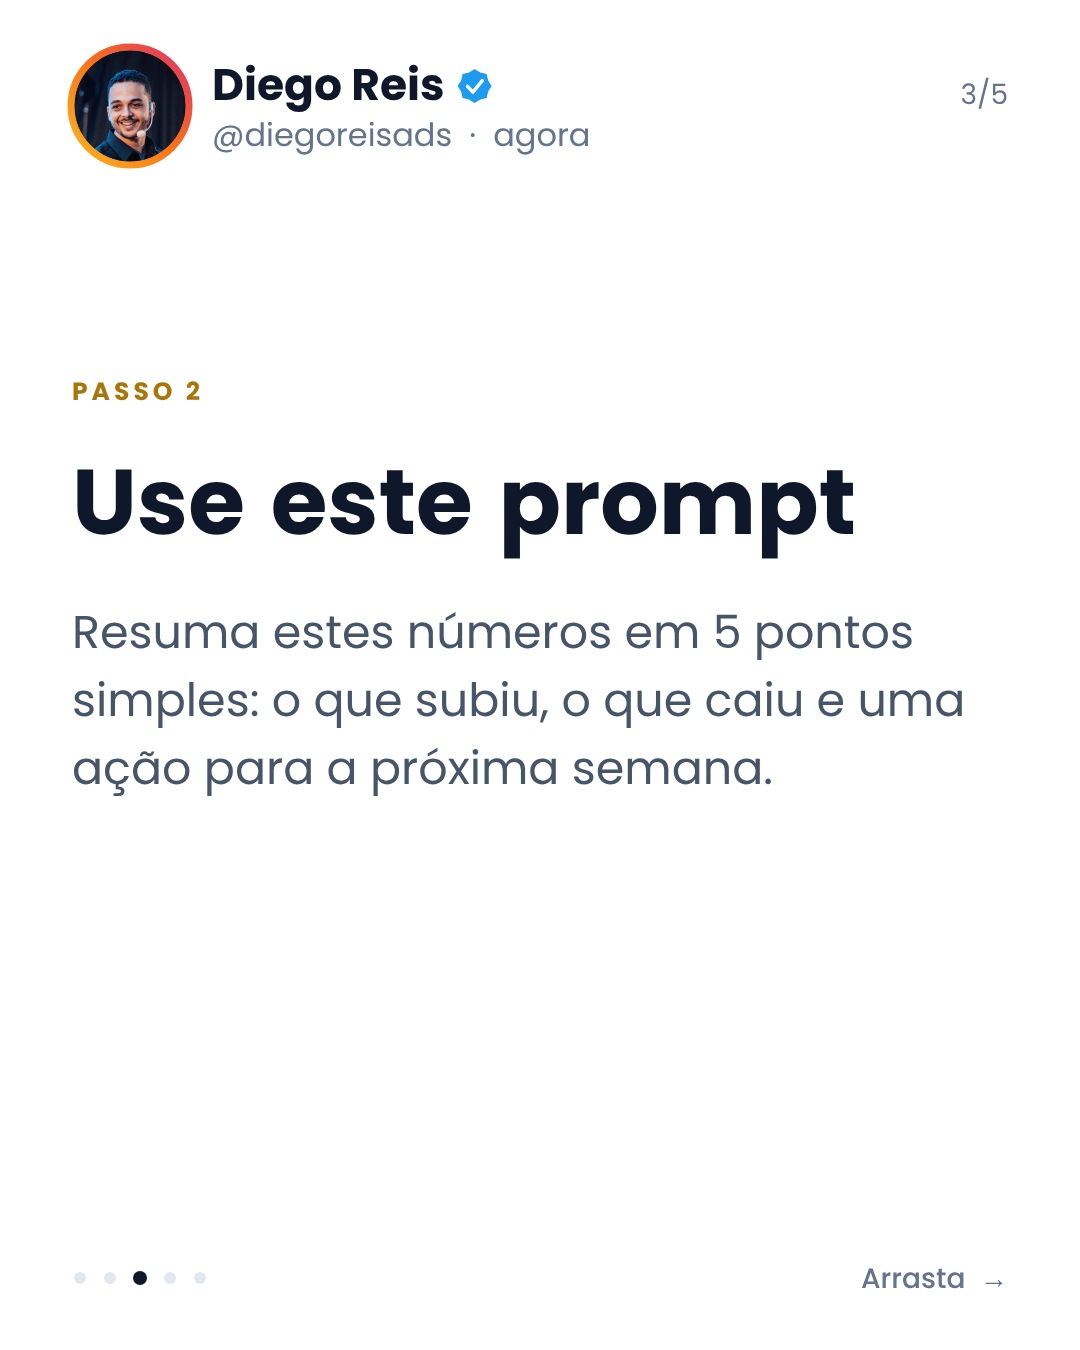 Diego Reis
@diegoreisads · agora
3/5
PASSO 2
Use este prompt
Resuma estes números em 5 pontos
simples: o que subiu, o que caiu e uma
ação para a próxima semana.
Arrasta →